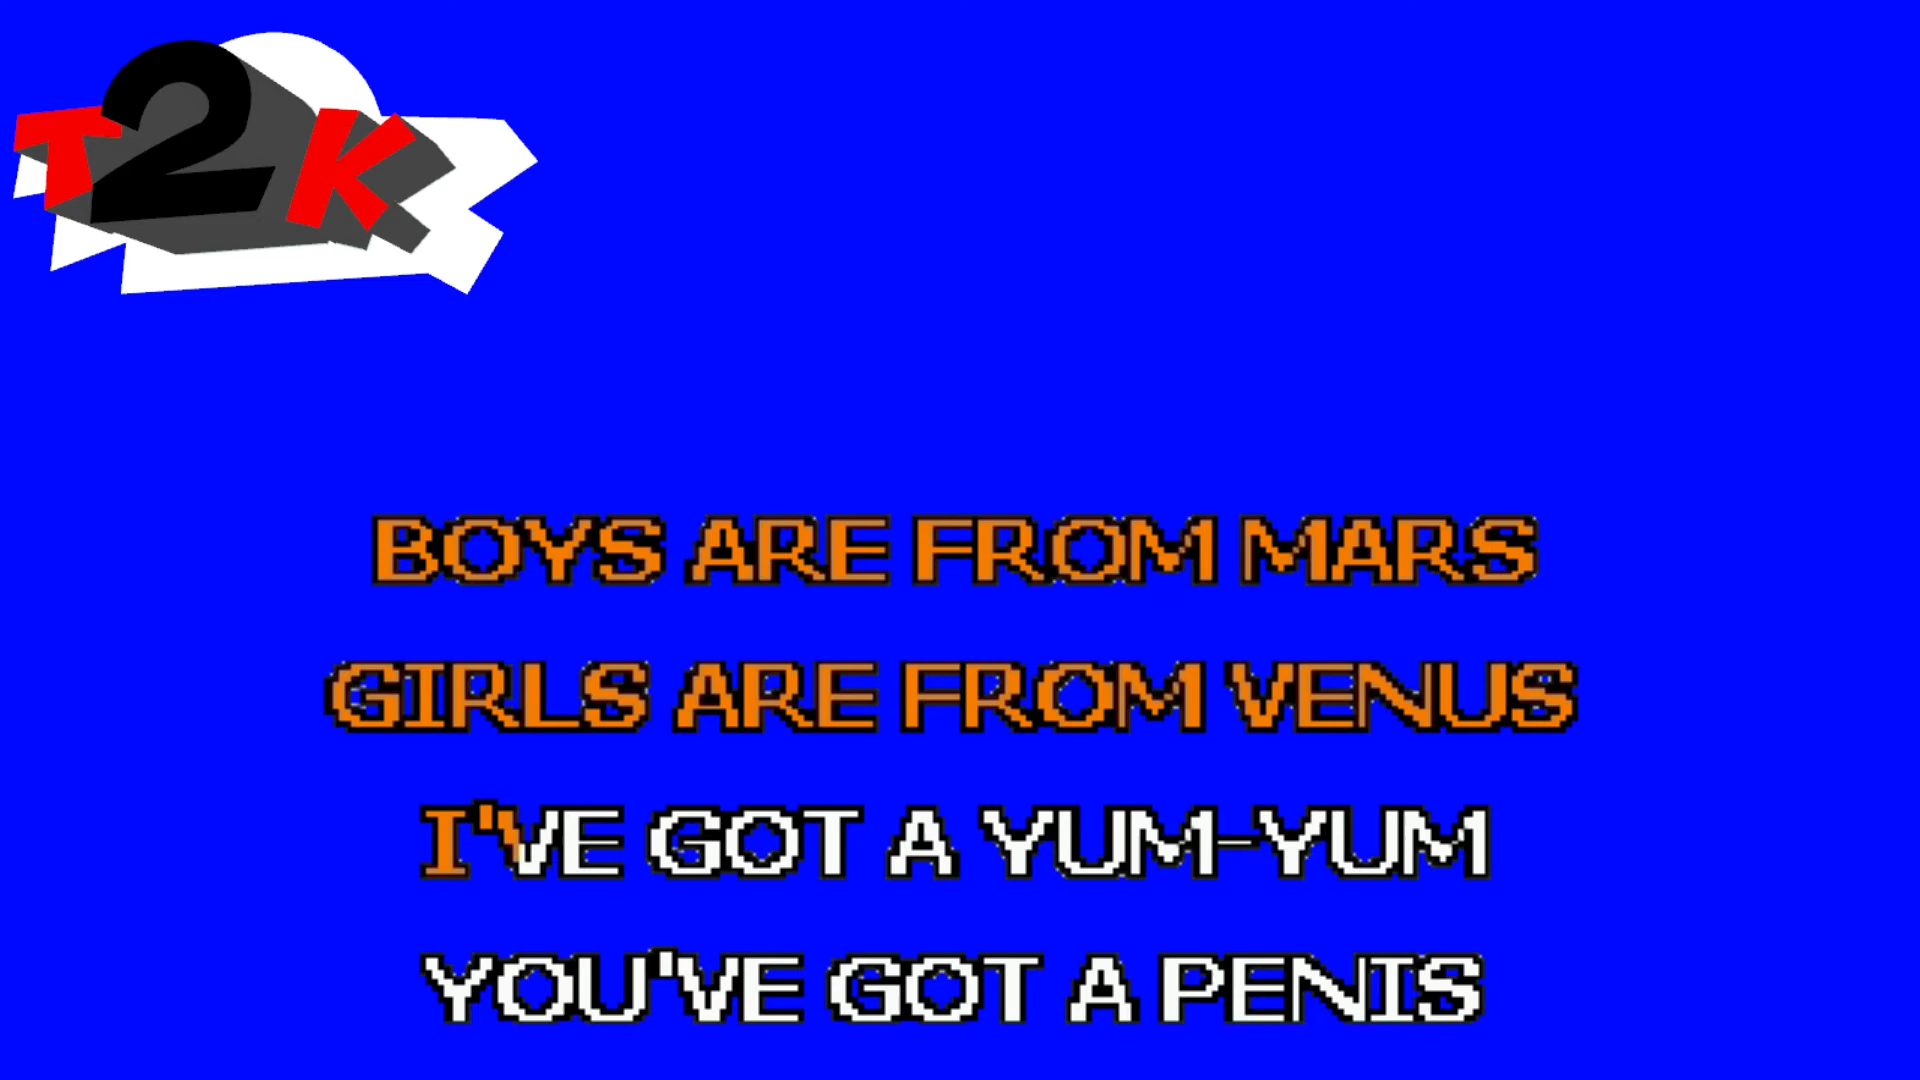 T2K
BOYS ARE FROM MARS
GIRLS ARE FROM VENUS
I'VE GOT A YUM-YUM
YOU'VE GOT A PENIS